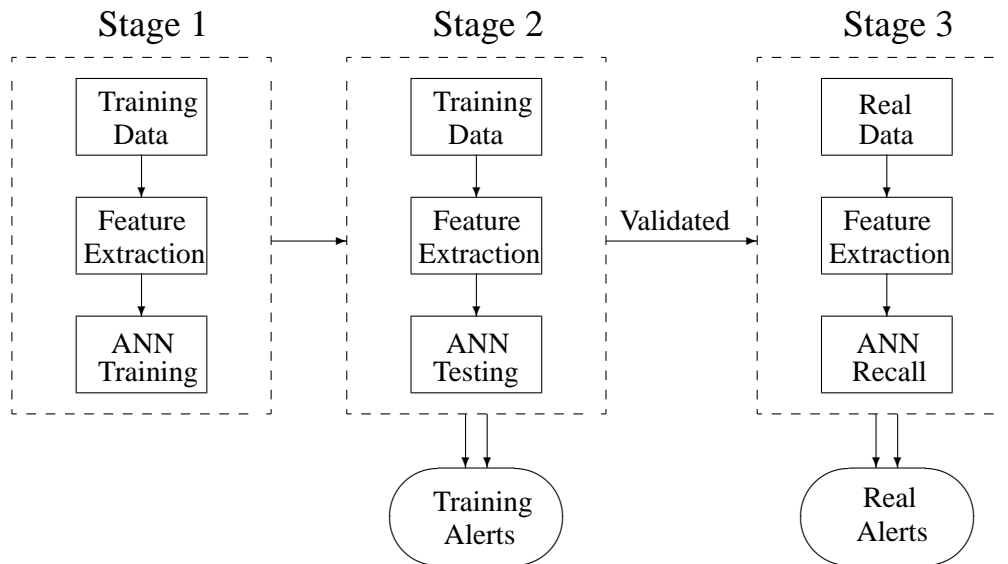 Stage 1
Training
Data
Feature
Extraction
ANN
Training
Stage 2
Training
Data
Feature
Extraction
ANN
Testing
Training
Alerts
Validated
Stage 3
Real
Data
Feature
Extraction
ANN
Recall
Real
Alerts